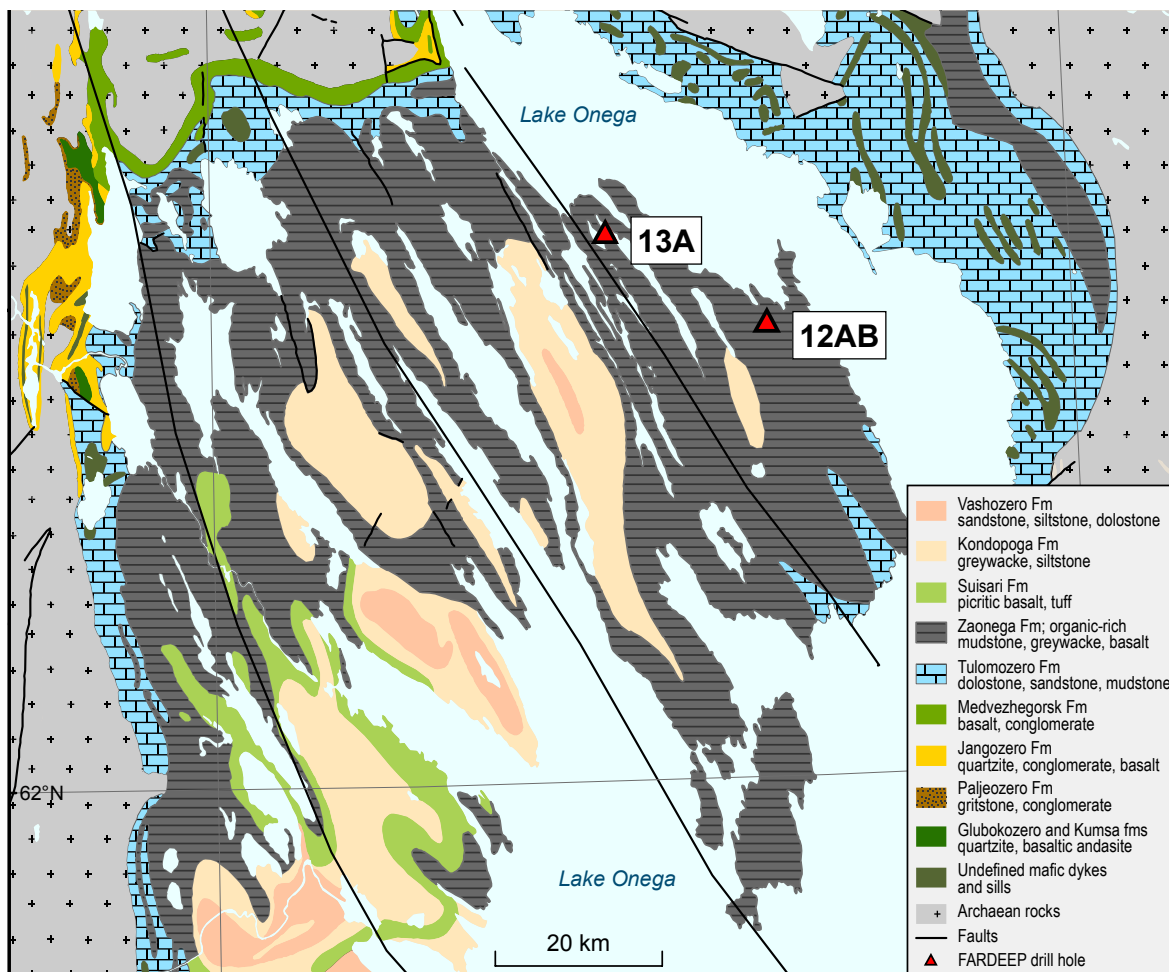 Lake Onega
13A
12AB
Vashozero Fm
sandstone, siltstone, dolostone
Kondopoga Fm
greywacke, siltstone
Suisari Fm
picritic basalt, tuff
Zaonega Fm; organic-rich
mudstone, greywacke, basalt
Tulomozero Fm
dolostone, sandstone, mudstone
Medvezhegorsk Fm
basalt, conglomerate
Jangozero Fm
quartzite, conglomerate, basalt
Paljeozero Fm
gritstone, conglomerate
Glubokozero and Kumsa fms
quartzite, basaltic andasite
Undefined mafic dykes
and sills
Archaean rocks
Faults
FARDEEP drill hole
62°N
Lake Onega
20 km